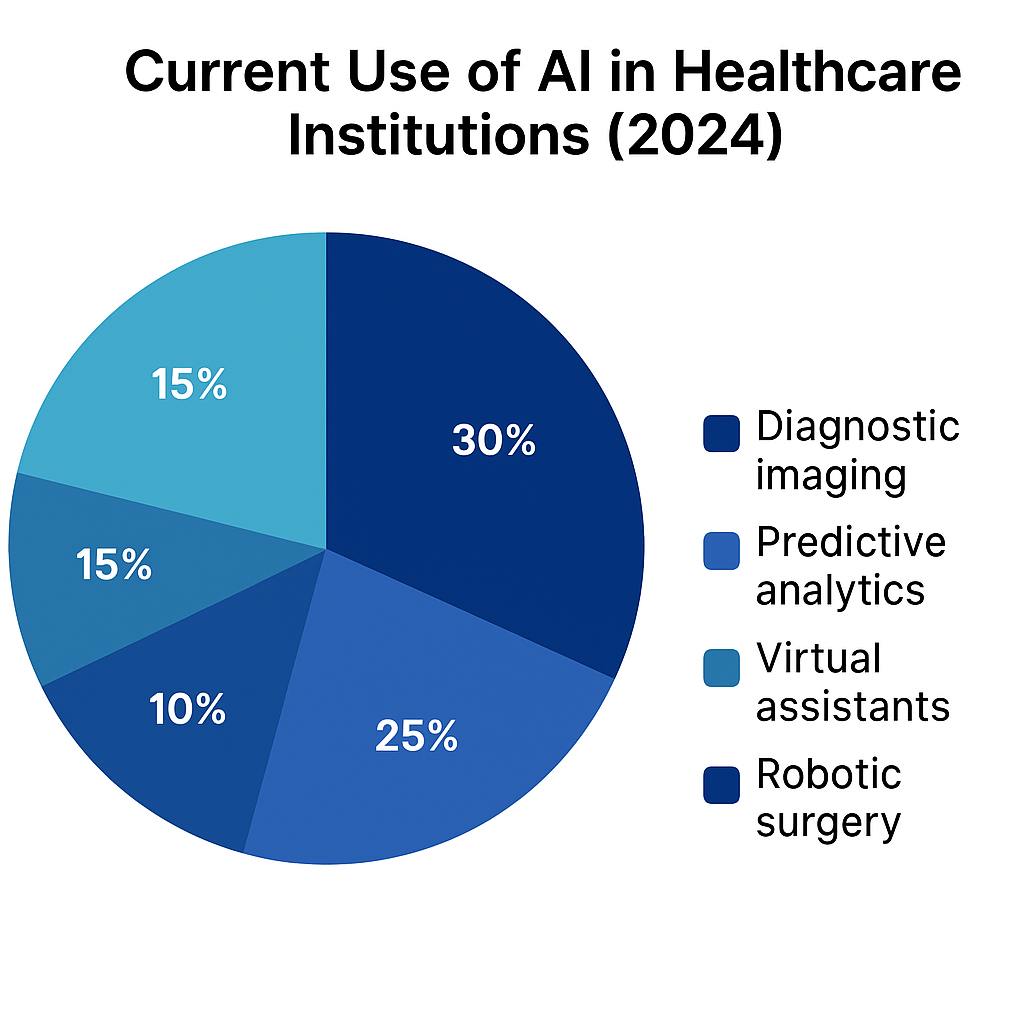 Current Use of AI in Healthcare
Institutions (2024)
15%
30%
15%
10%
25%
Diagnostic
imaging
Predictive
analytics
Virtual
assistants
Robotic
surgery